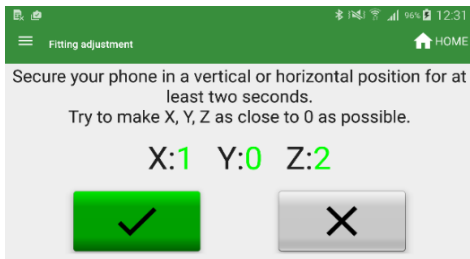 96% 12:31
Fitting adjustment
HOME
Secure your phone in a vertical or horizontal position for at
least two seconds.
Try to make X, Y, Z as close to 0 as possible.
X:1 Y:0 Z:2